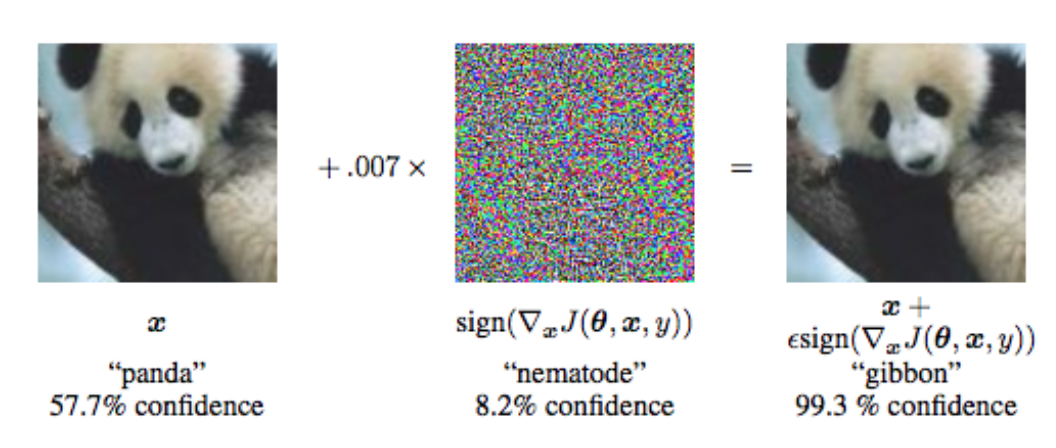 + .007 ×
=
x
sign(∇ₓJ(θ, x, y))
x +
ϵsign(∇ₓJ(θ, x, y))
“panda”
“nematode”
“gibbon”
57.7% confidence
8.2% confidence
99.3 % confidence